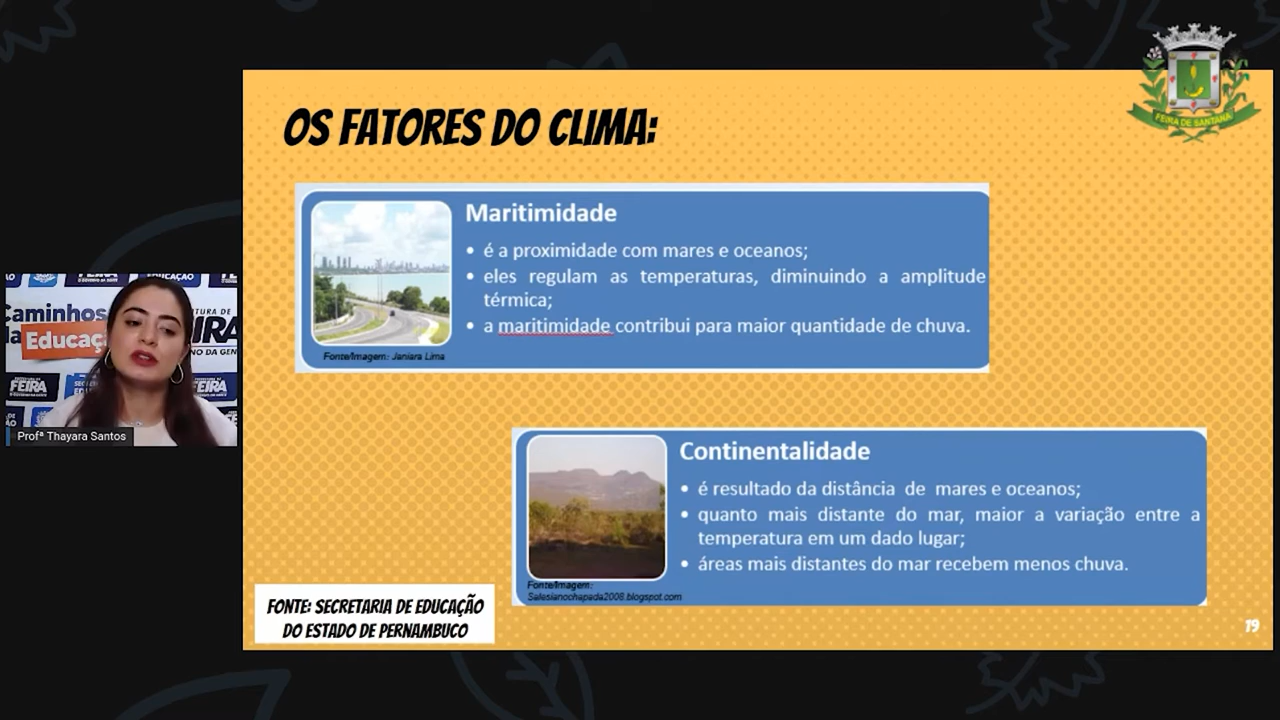 FEIRA DE SANTANA
OS FATORES DO CLIMA:
Maritimidade
• é a proximidade com mares e oceanos;
• eles regulam as temperaturas, diminuindo a amplitude
térmica;
• a maritimidade contribui para maior quantidade de chuva.
Fonte/Imagem: Janiara Lima
EDUCAÇÃO
Caminhos
da
Educaç
FEIRA
FEIRA
Profª Thayara Santos
Continentalidade
• é resultado da distância de mares e oceanos;
• quanto mais distante do mar, maior a variação entre a
temperatura em um dado lugar;
• áreas mais distantes do mar recebem menos chuva.
Fonte/Imagem:
Salesianochapada2008.blogspot.com
FONTE: SECRETARIA DE EDUCAÇÃO
DO ESTADO DE PERNAMBUCO
19